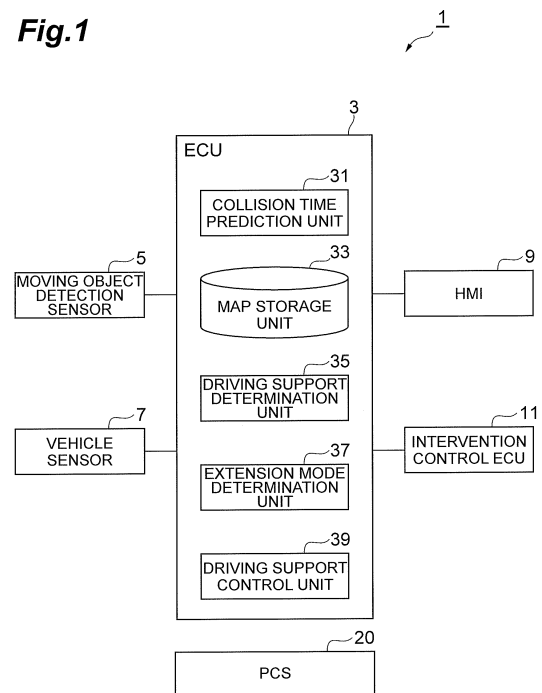 Fig.1
1
3
ECU
31
COLLISION TIME
PREDICTION UNIT
33
MAP STORAGE
UNIT
5
MOVING OBJECT
DETECTION
SENSOR
9
HMI
35
DRIVING SUPPORT
DETERMINATION
UNIT
7
VEHICLE
SENSOR
11
INTERVENTION
CONTROL ECU
37
EXTENSION MODE
DETERMINATION
UNIT
39
DRIVING SUPPORT
CONTROL UNIT
20
PCS